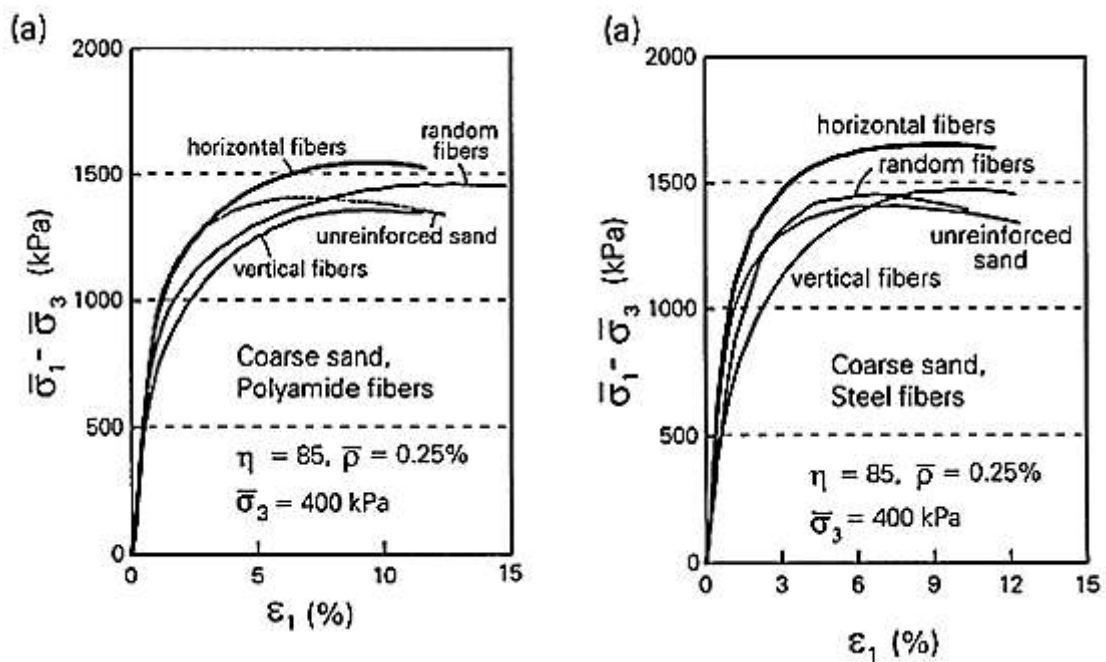 (a)
2000
1500
1000
500
0
σ̅₁ - σ̅₃ (kPa)
horizontal fibers
random
fibers
unreinforced sand
vertical fibers
Coarse sand,
Polyamide fibers
η = 85, ρ̅ = 0.25%
σ̅₃ = 400 kPa
0 5 10 15
ε₁ (%)
(a)
2000
1500
1000
500
0
σ̅₁ - σ̅₃ (kPa)
horizontal fibers
random fibers
unreinforced
sand
vertical fibers
Coarse sand,
Steel fibers
η = 85, ρ̅ = 0.25%
σ̅₃ = 400 kPa
0 3 6 9 12 15
ε₁ (%)